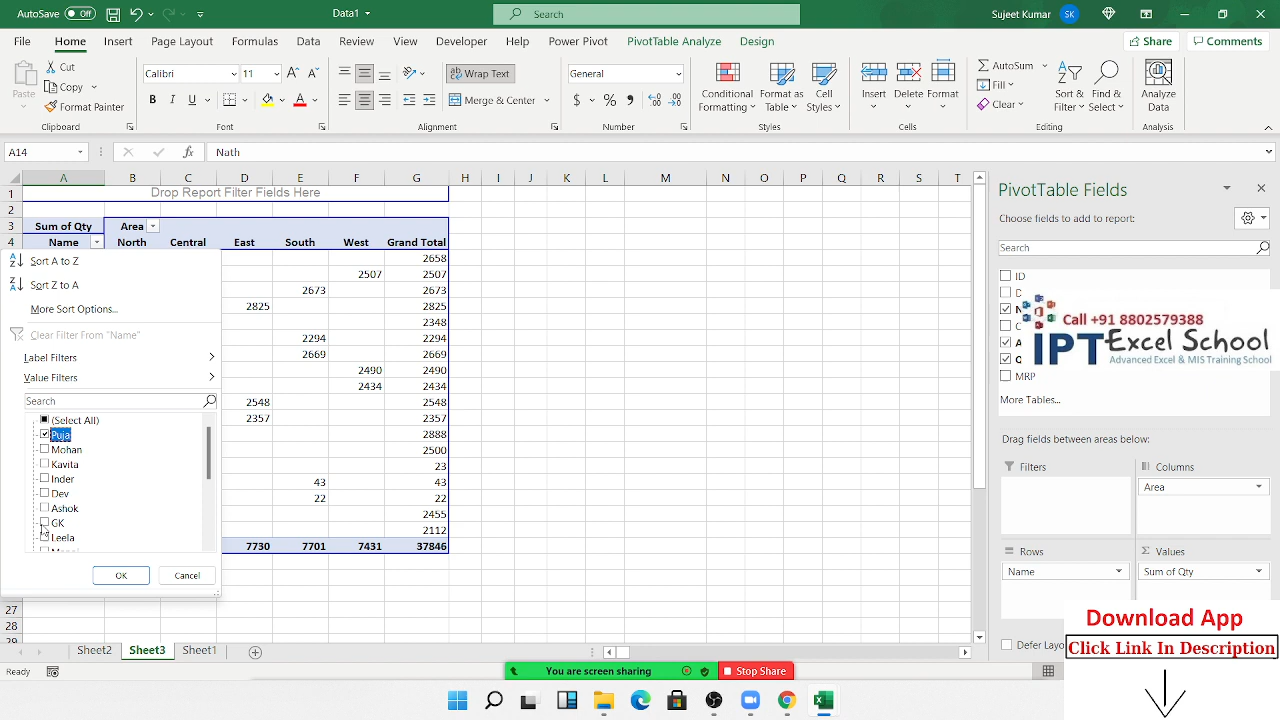 AutoSave Off
Data1
Search
Sujeet Kumar SK
File Home Insert Page Layout Formulas Data Review View Developer Help Power Pivot PivotTable Analyze Design
Share Comments
Paste
Cut
Copy
Format Painter
Clipboard
Calibri 11
B I U
Font
Wrap Text
Merge & Center
Alignment
General
$ % ,
Number
Conditional Formatting
Format as Table
Cell Styles
Styles
Insert Delete Format
Cells
AutoSum
Fill
Clear
Sort & Filter
Find & Select
Editing
Analyze Data
Analysis
A14
fx
Nath
A B C D E F G H I J K L M N O P Q R S T
1 Drop Report Filter Fields Here
2
3 Sum of Qty Area
4 Name North Central East South West Grand Total
2658
2507 2507
2673 2673
2825 2825
2348
2294 2294
2669 2669
2490 2490
2434 2434
2548 2548
2357 2357
2888
2500
23
43 43
22 22
2455
2112
7730 7701 7431 37846
27
28
29
Sort A to Z
Sort Z to A
More Sort Options...
Clear Filter From "Name"
Label Filters
Value Filters
Search
(Select All)
Puja
Mohan
Kavita
Inder
Dev
Ashok
GK
Leela
OK Cancel
PivotTable Fields
Choose fields to add to report:
Search
ID
MRP
More Tables...
Call +91 8802579388
IPT Excel School
Advanced Excel & MIS Training School
Drag fields between areas below:
Filters
Columns
Area
Rows
Name
Values
Sum of Qty
Defer Layo
Download App
Click Link In Description
Sheet2 Sheet3 Sheet1
Ready
You are screen sharing
Stop Share